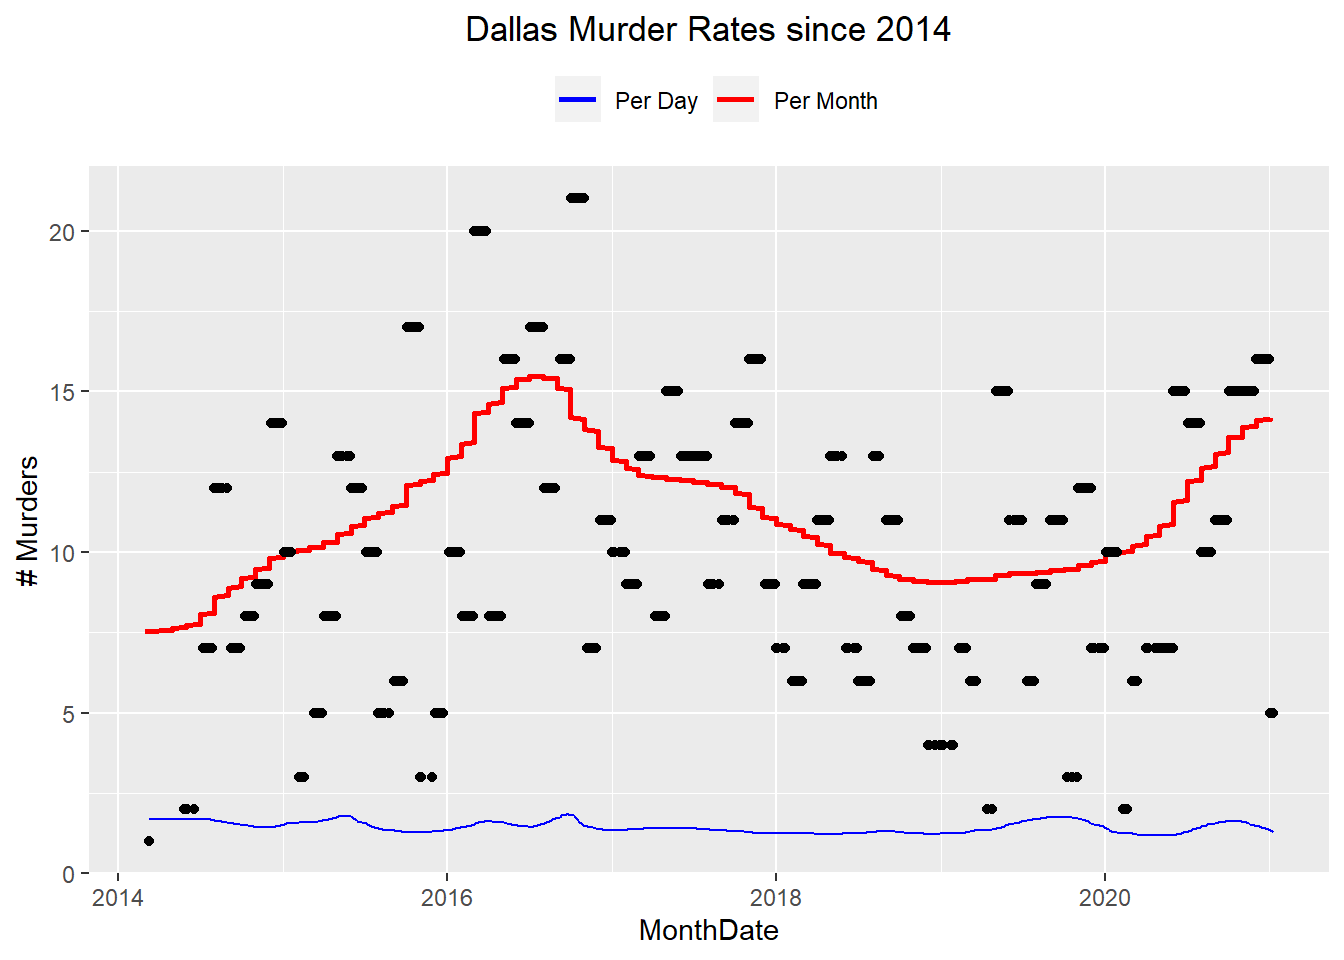 Dallas Murder Rates since 2014
Per Day Per Month
# Murders
20
15
10
5
0
2014 2016 2018 2020
MonthDate